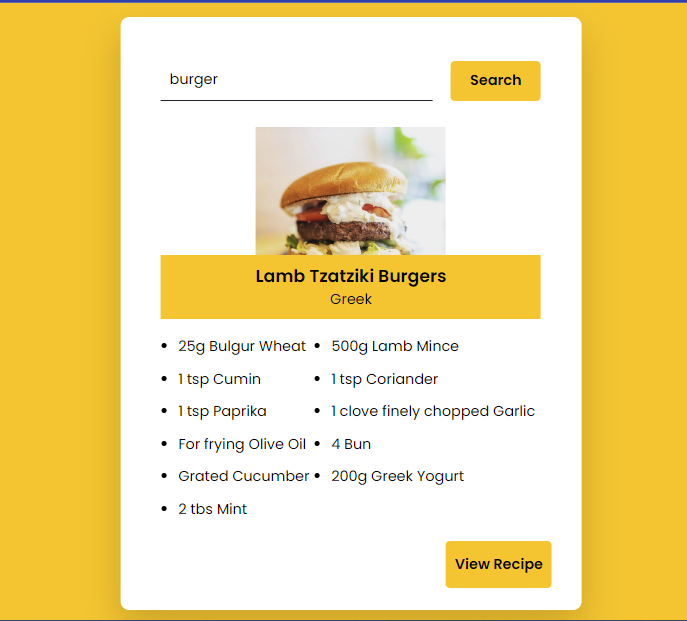 burger
Search
Lamb Tzatziki Burgers
Greek
25g Bulgur Wheat
500g Lamb Mince
1 tsp Cumin
1 tsp Coriander
1 tsp Paprika
1 clove finely chopped Garlic
For frying Olive Oil
4 Bun
Grated Cucumber
200g Greek Yogurt
2 tbs Mint
View Recipe